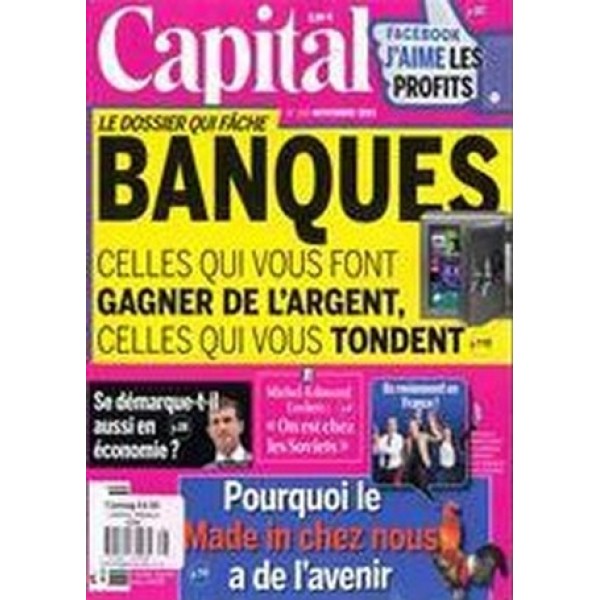 Capital
FACEBOOK
J'AIME LES
PROFITS
NOVEMBRE
LE DOSSIER QUI FÂCHE
BANQUES
CELLES QUI VOUS FONT
GAGNER DE L'ARGENT,
CELLES QUI VOUS TONDENT
Se démarque-t-il
aussi en
économie ?
Michel-Édouard
Leclerc :
« On est chez
les Soviets »
Ils reviennent en
France !
Pourquoi le
Made in chez nous
a de l'avenir